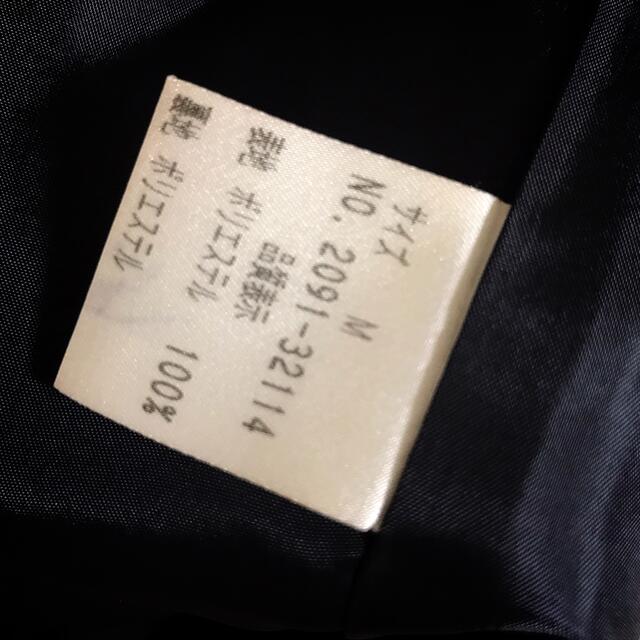 サイズ M
NO. 2091-32114
品質表示
表地 ポリエステル
裏地 ポリエステル 100%